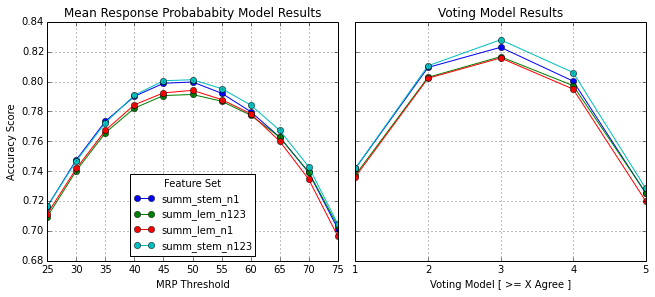 Mean Response Probababity Model Results
0.84
0.82
0.80
0.78
0.76
0.74
0.72
0.70
0.68
Accuracy Score
25 30 35 40 45 50 55 60 65 70 75
MRP Threshold
Feature Set
summ_stem_n1
summ_lem_n123
summ_lem_n1
summ_stem_n123
Voting Model Results
1 2 3 4 5
Voting Model [ >= X Agree ]